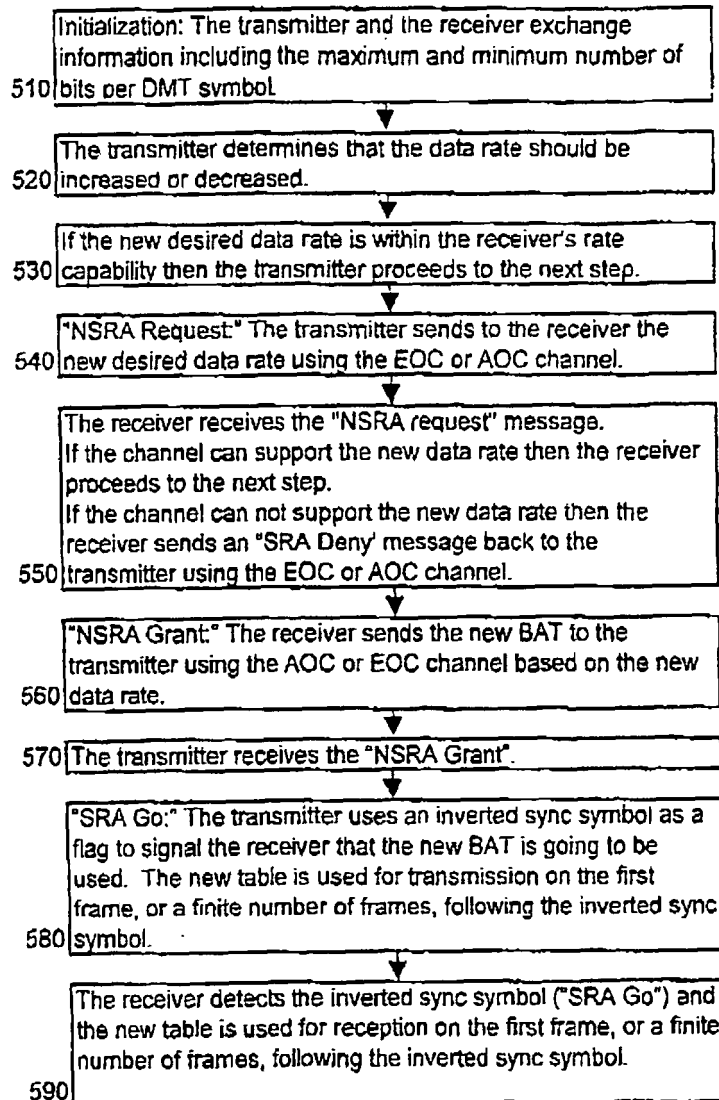 Initialization: The transmitter and the receiver exchange
information including the maximum and minimum number of
510 bits per DMT symbol
The transmitter determines that the data rate should be
520 increased or decreased.
If the new desired data rate is within the receiver's rate
530 capability then the transmitter proceeds to the next step.
"NSRA Request:" The transmitter sends to the receiver the
540 new desired data rate using the EOC or AOC channel.
The receiver receives the "NSRA request" message.
If the channel can support the new data rate then the receiver
proceeds to the next step.
If the channel can not support the new data rate then the
receiver sends an "SRA Deny' message back to the
550 transmitter using the EOC or AOC channel.
"NSRA Grant:" The receiver sends the new BAT to the
transmitter using the AOC or EOC channel based on the new
560 data rate.
570 The transmitter receives the "NSRA Grant".
"SRA Go:" The transmitter uses an inverted sync symbol as a
flag to signal the receiver that the new BAT is going to be
used. The new table is used for transmission on the first
frame, or a finite number of frames, following the inverted sync
580 symbol.
The receiver detects the inverted sync symbol ("SRA Go") and
the new table is used for reception on the first frame, or a finite
number of frames, following the inverted sync symbol.
590